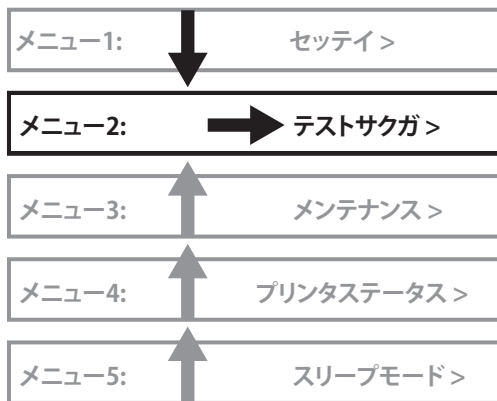 メニュー1: セッテイ >
メニュー2: テストサクガ >
メニュー3: メンテナンス >
メニュー4: プリンタステータス >
メニュー5: スリープモード >